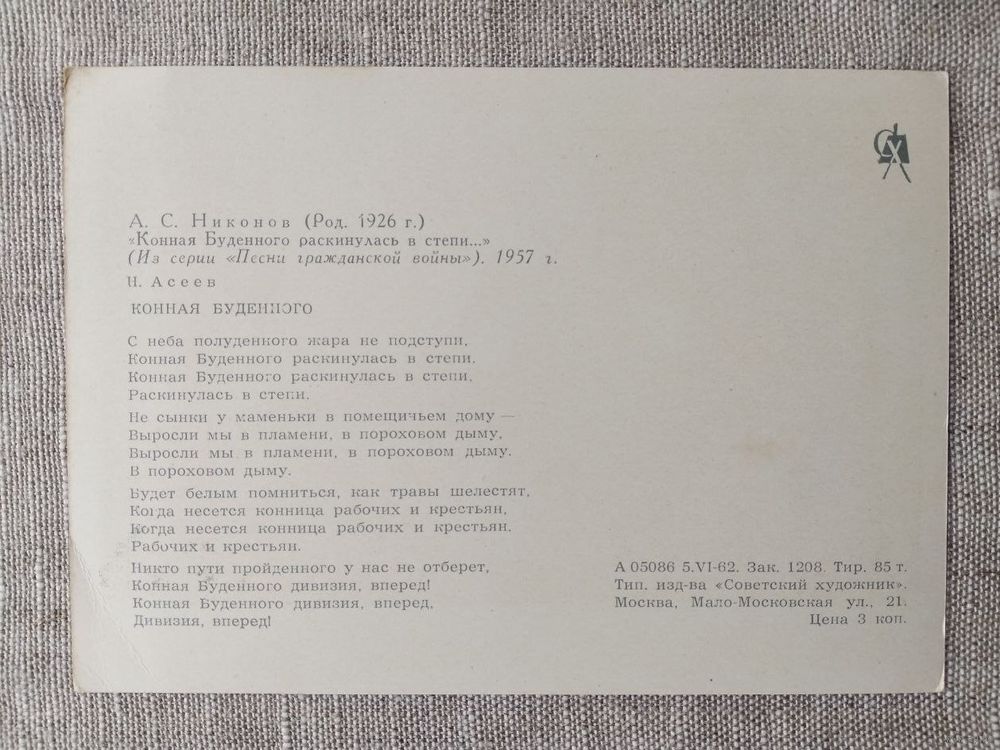 СХ
А. С. Никонов (Род. 1926 г.)
«Конная Буденного раскинулась в степи...»
(Из серии «Песни гражданской войны»). 1957 г.
Н. Асеев
КОННАЯ БУДЕННОГО
С неба полуденного жара не подступи,
Конная Буденного раскинулась в степи.
Конная Буденного раскинулась в степи,
Раскинулась в степи.
Не сынки у маменьки в помещичьем дому —
Выросли мы в пламени, в пороховом дыму,
Выросли мы в пламени, в пороховом дыму.
В пороховом дыму.
Будет белым помниться, как травы шелестят,
Когда несется конница рабочих и крестьян,
Когда несется конница рабочих и крестьян.
Рабочих и крестьян.
Никто пути пройденного у нас не отберет,
Конная Буденного дивизия, вперед!
Конная Буденного дивизия, вперед,
Дивизия, вперед!
А 05086 5.VI-62. Зак. 1208. Тир. 85 т.
Тип. изд-ва «Советский художник».
Москва, Мало-Московская ул., 21.
Цена 3 коп.